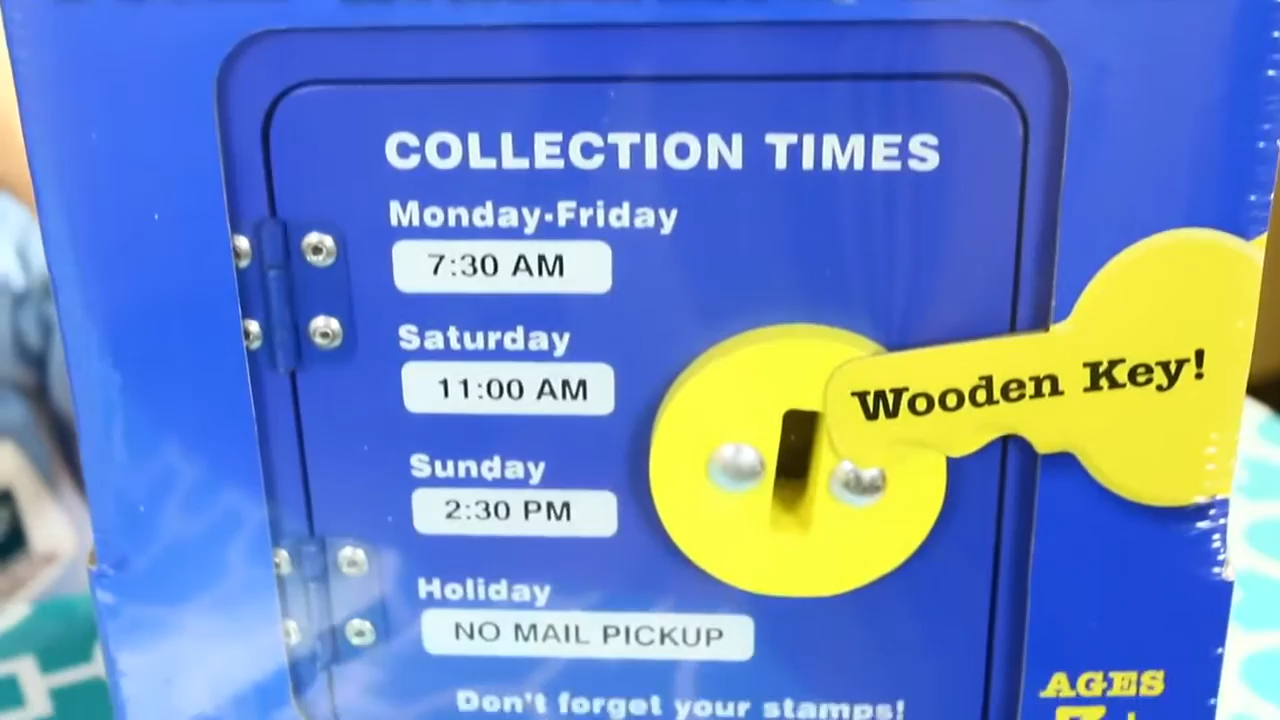 COLLECTION TIMES
Monday-Friday
7:30 AM
Saturday
11:00 AM
Sunday
2:30 PM
Holiday
NO MAIL PICKUP
Don't forget your stamps!
Wooden Key!
AGES